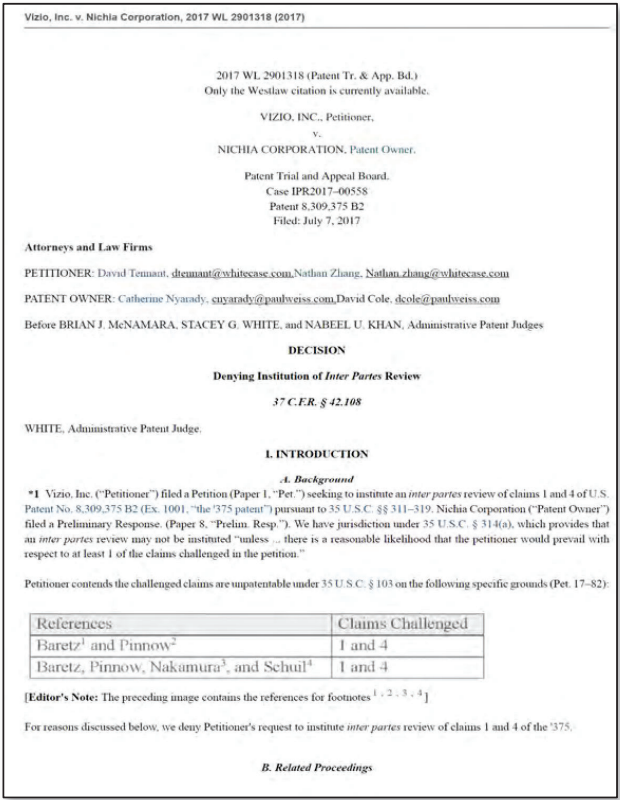 Vizio, Inc. v. Nichia Corporation, 2017 WL 2901318 (2017)
2017 WL 2901318 (Patent Tr. & App. Bd.)
Only the Westlaw citation is currently available.
VIZIO, INC., Petitioner,
v.
NICHIA CORPORATION, Patent Owner.
Patent Trial and Appeal Board.
Case IPR2017–00558
Patent 8,309,375 B2
Filed: July 7, 2017
Attorneys and Law Firms
PETITIONER: David Tennant, dtennant@whitecase.com,Nathan Zhang, Nathan.zhang@whitecase.com
PATENT OWNER: Catherine Nyarady, cnyarady@paulweiss.com,David Cole, dcole@paulweiss.com
Before BRIAN J. McNAMARA, STACEY G. WHITE, and NABEEL U. KHAN, Administrative Patent Judges
DECISION
Denying Institution of Inter Partes Review
37 C.F.R. § 42.108
WHITE, Administrative Patent Judge.
I. INTRODUCTION
A. Background
*1 Vizio, Inc. (“Petitioner”) filed a Petition (Paper 1, “Pet.”) seeking to institute an inter partes review of claims 1 and 4 of U.S.
Patent No. 8,309,375 B2 (Ex. 1001, “the '375 patent”) pursuant to 35 U.S.C. §§ 311–319. Nichia Corporation (“Patent Owner”)
filed a Preliminary Response. (Paper 8, “Prelim. Resp.”). We have jurisdiction under 35 U.S.C. § 314(a), which provides that
an inter partes review may not be instituted “unless ... there is a reasonable likelihood that the petitioner would prevail with
respect to at least 1 of the claims challenged in the petition.”
Petitioner contends the challenged claims are unpatentable under 35 U.S.C. § 103 on the following specific grounds (Pet. 17–82):
References Claims Challenged
Baretz1 and Pinnow2 1 and 4
Baretz, Pinnow, Nakamura3, and Schuil4 1 and 4
[Editor's Note: The preceding image contains the references for footnotes 1 , 2 , 3 , 4 ]
For reasons discussed below, we deny Petitioner's request to institute inter partes review of claims 1 and 4 of the '375.
B. Related Proceedings